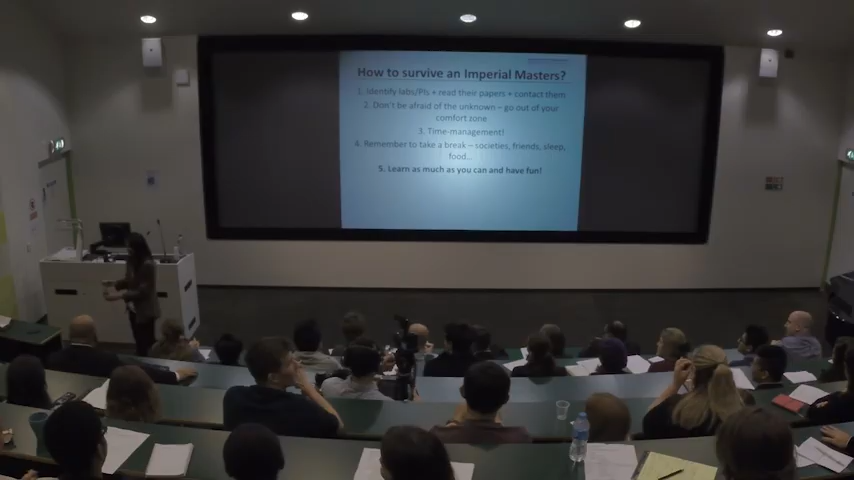 How to survive an Imperial Masters?
1. Identify labs/PIs + read their papers + contact them
2. Don't be afraid of the unknown – go out of your
comfort zone
3. Time-management!
4. Remember to take a break – societies, friends, sleep,
food...
5. Learn as much as you can and have fun!